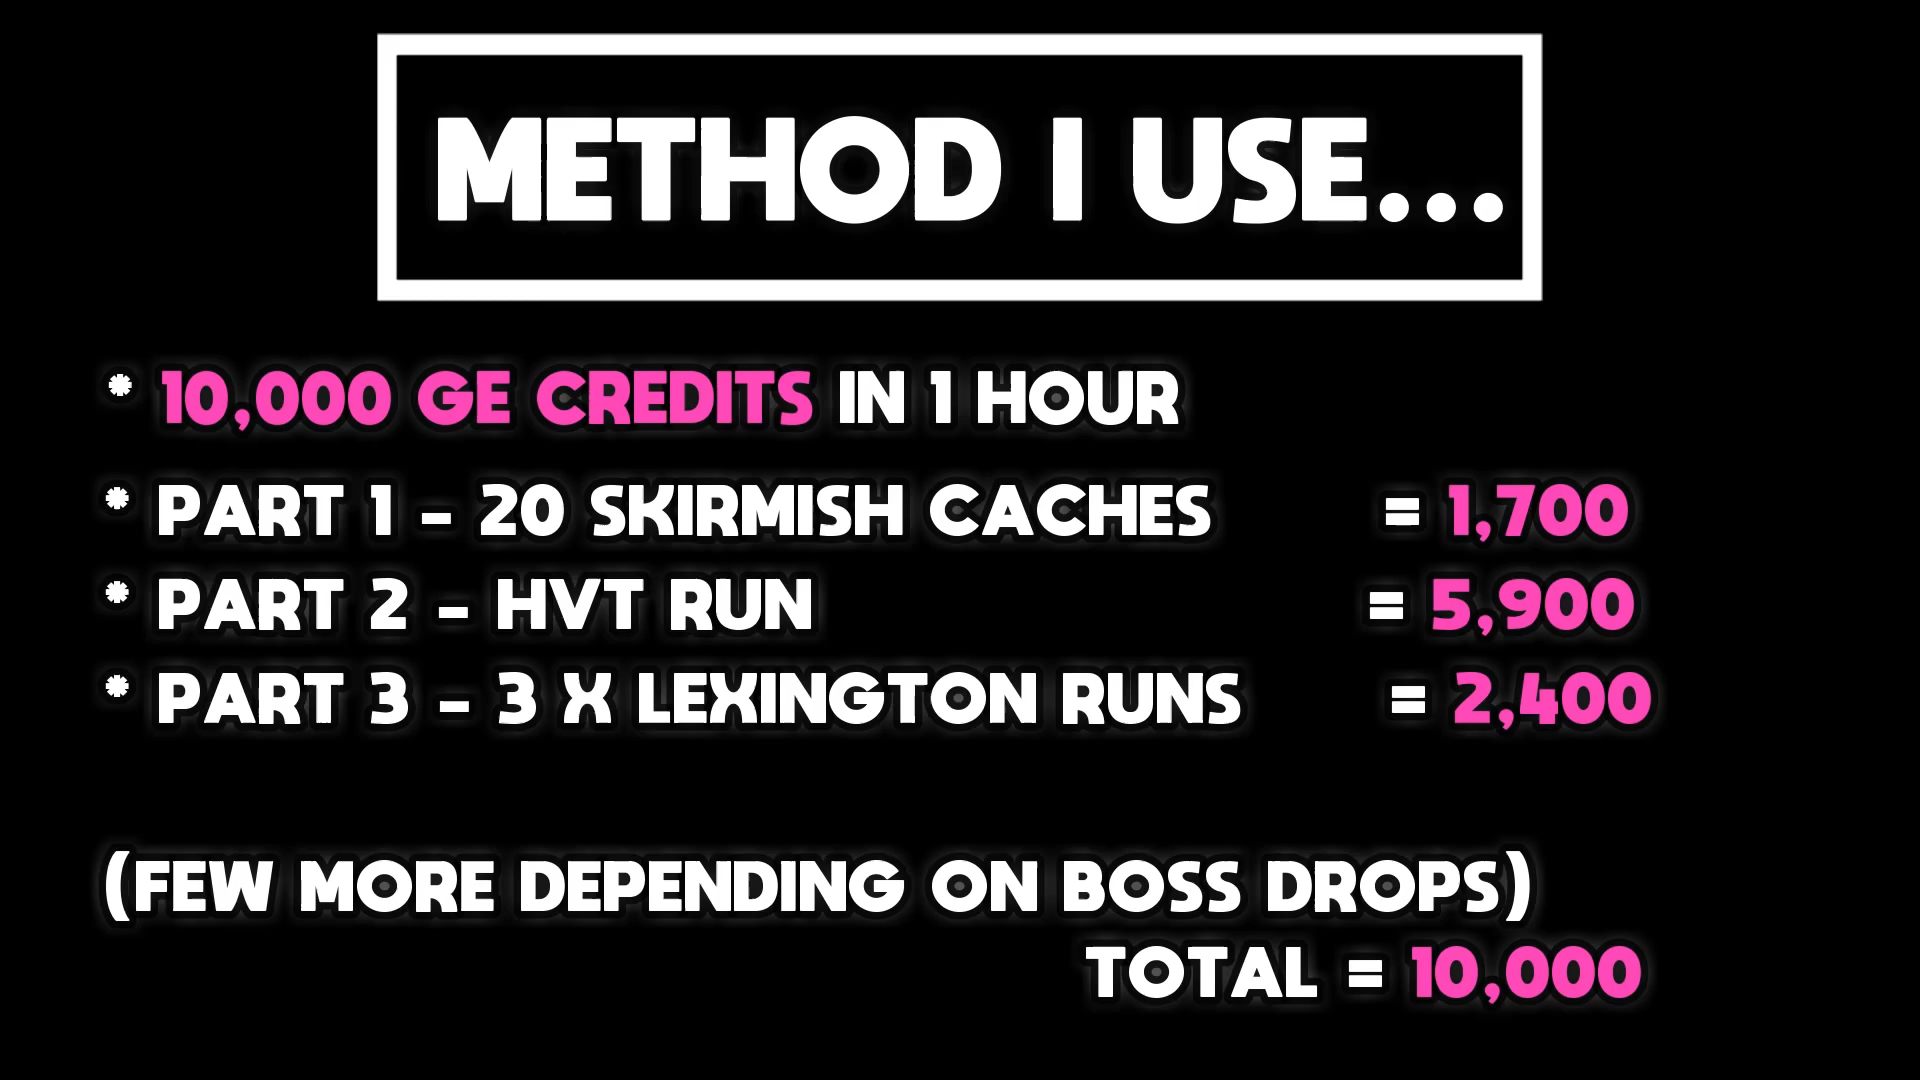 METHOD I USE...
* 10,000 GE CREDITS IN 1 HOUR
* PART 1 - 20 SKIRMISH CACHES = 1,700
* PART 2 - HVT RUN = 5,900
* PART 3 - 3 X LEXINGTON RUNS = 2,400
(FEW MORE DEPENDING ON BOSS DROPS)
TOTAL = 10,000